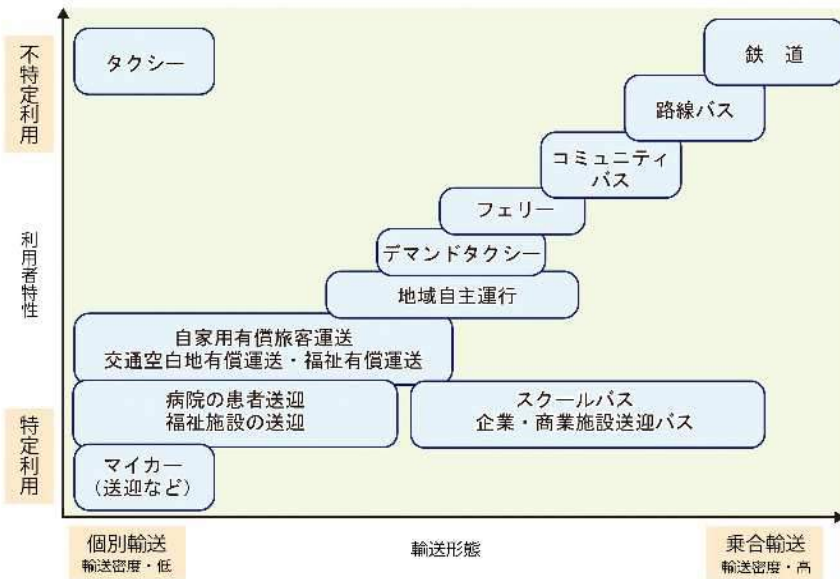 不特定利用
タクシー
鉄 道
路線バス
コミュニティ
バス
フェリー
デマンドタクシー
地域自主運行
利用者特性
自家用有償旅客運送
交通空白地有償運送・福祉有償運送
病院の患者送迎
福祉施設の送迎
スクールバス
企業・商業施設送迎バス
特定利用
マイカー
(送迎など)
個別輸送
輸送密度・低
輸送形態
乗合輸送
輸送密度・高